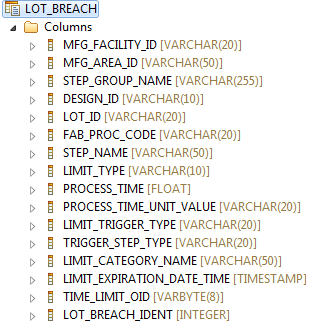 LOT_BREACH
Columns
MFG_FACILITY_ID [VARCHAR(20)]
MFG_AREA_ID [VARCHAR(50)]
STEP_GROUP_NAME [VARCHAR(255)]
DESIGN_ID [VARCHAR(10)]
LOT_ID [VARCHAR(20)]
FAB_PROC_CODE [VARCHAR(20)]
STEP_NAME [VARCHAR(50)]
LIMIT_TYPE [VARCHAR(10)]
PROCESS_TIME [FLOAT]
PROCESS_TIME_UNIT_VALUE [VARCHAR(20)]
LIMIT_TRIGGER_TYPE [VARCHAR(20)]
TRIGGER_STEP_TYPE [VARCHAR(20)]
LIMIT_CATEGORY_NAME [VARCHAR(50)]
LIMIT_EXPIRATION_DATE_TIME [TIMESTAMP]
TIME_LIMIT_OID [VARBYTE(8)]
LOT_BREACH_IDENT [INTEGER]